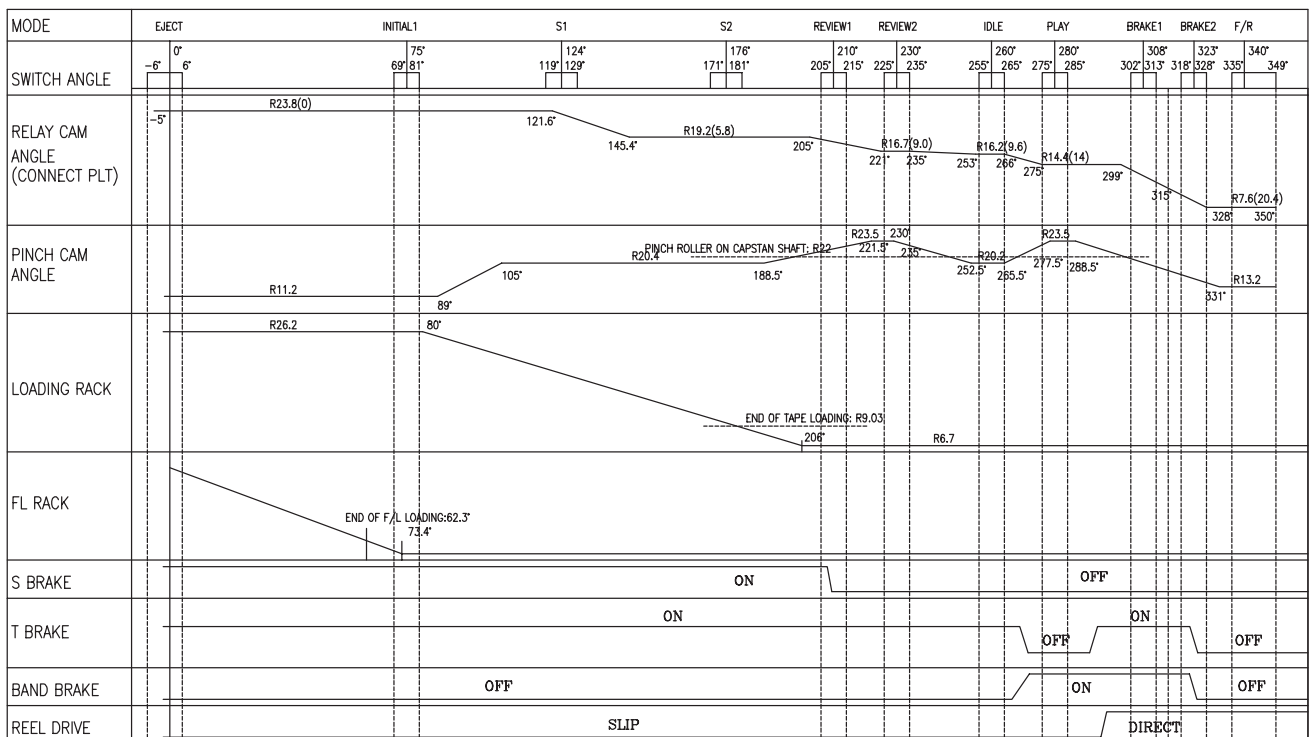 MODE EJECT INITIAL1 S1 S2 REVIEW1 REVIEW2 IDLE PLAY BRAKE1 BRAKE2 F/R
0° 75° 124° 176° 210° 230° 260° 280° 308° 323° 340°
SWITCH ANGLE -6° 6° 69° 81° 119° 129° 171° 181° 205° 215° 225° 235° 255° 265° 275° 285° 302° 313° 318° 328° 335° 349°
RELAY CAM
ANGLE
(CONNECT PLT)
-5° R23.8(0) 121.6° 145.4° R19.2(5.8) 205° 221° R16.7(9.0) 235° 253° R16.2(9.6) 266° 275° R14.4(14) 299° 315° 328° R7.6(20.4) 350°
PINCH CAM
ANGLE
R11.2 89° 105° R20.4 188.5° PINCH ROLLER ON CAPSTAN SHAFT: R22 R23.5 221.5° 230° 235° 252.5° R20.2 265.5° 277.5° R23.5 288.5° 331° R13.2
LOADING RACK
R26.2 80°
END OF TAPE LOADING: R9.03
206° R6.7
FL RACK
END OF F/L LOADING:62.3°
73.4°
S BRAKE ON OFF
T BRAKE ON OFF ON OFF
BAND BRAKE OFF ON OFF
REEL DRIVE SLIP DIRECT